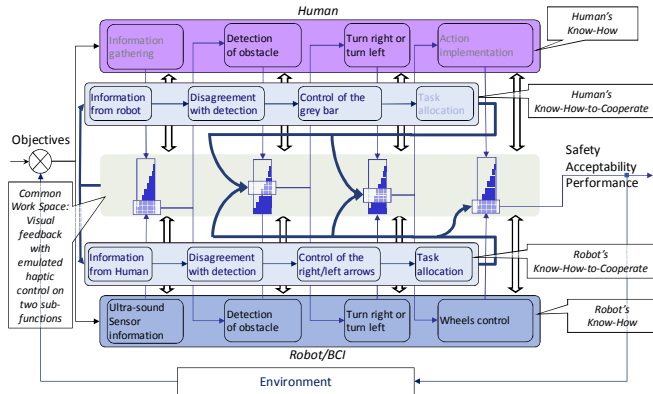 Human
Information
gathering
Detection
of obstacle
Turn right or
turn left
Action
implementation
Human's
Know-How
Information
from robot
Disagreement
with detection
Control of the
grey bar
Task
allocation
Human's
Know-How-to-Cooperate
Objectives
Safety
Acceptability
Performance
Common
Work Space:
Visual
feedback
with
emulated
haptic
control on
two sub-
functions
Information
from Human
Disagreement
with detection
Control of the
right/left arrows
Task
allocation
Robot's
Know-How-to-Cooperate
Ultra-sound
Sensor
information
Detection
of obstacle
Turn right or
turn left
Wheels control
Robot's
Know-How
Robot/BCI
Environment